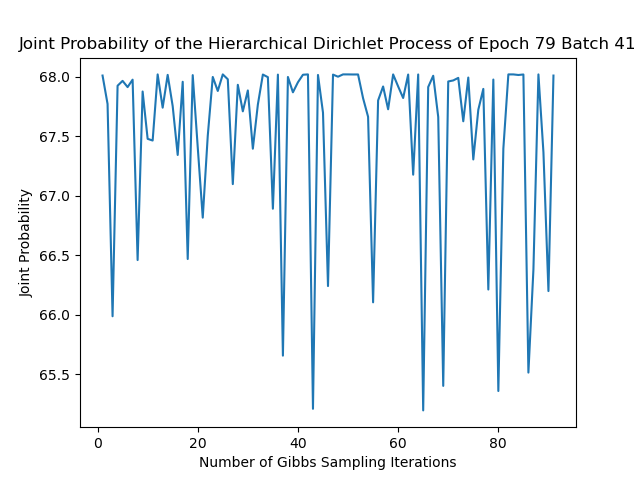 Joint Probability of the Hierarchical Dirichlet Process of Epoch 79 Batch 41
68.0
67.5
67.0
66.5
66.0
65.5
Joint Probability
0 20 40 60 80
Number of Gibbs Sampling Iterations